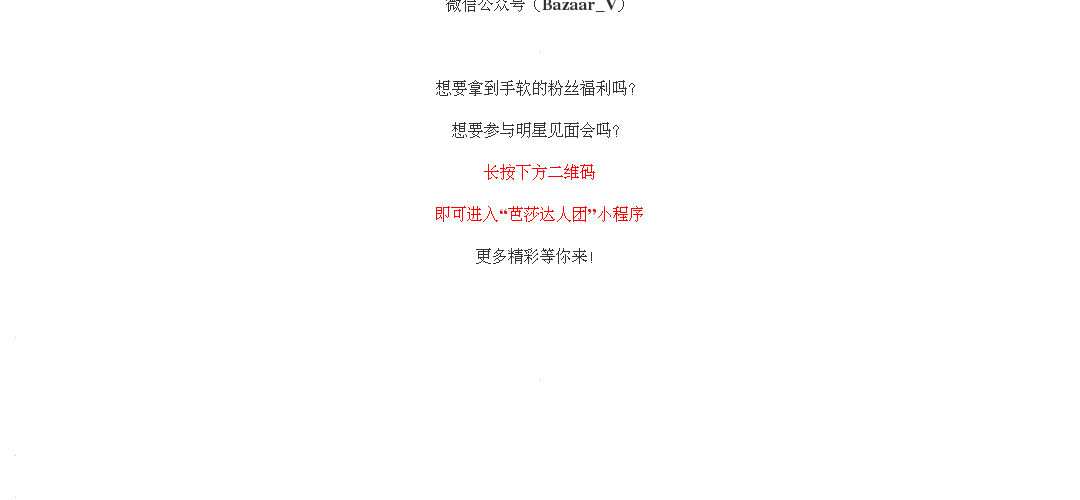 微信公众号（Bazaar_V）
想要拿到手软的粉丝福利吗?
想要参与明星见面会吗?
长按下方二维码
即可进入“芭莎达人团”小程序
更多精彩等你来!